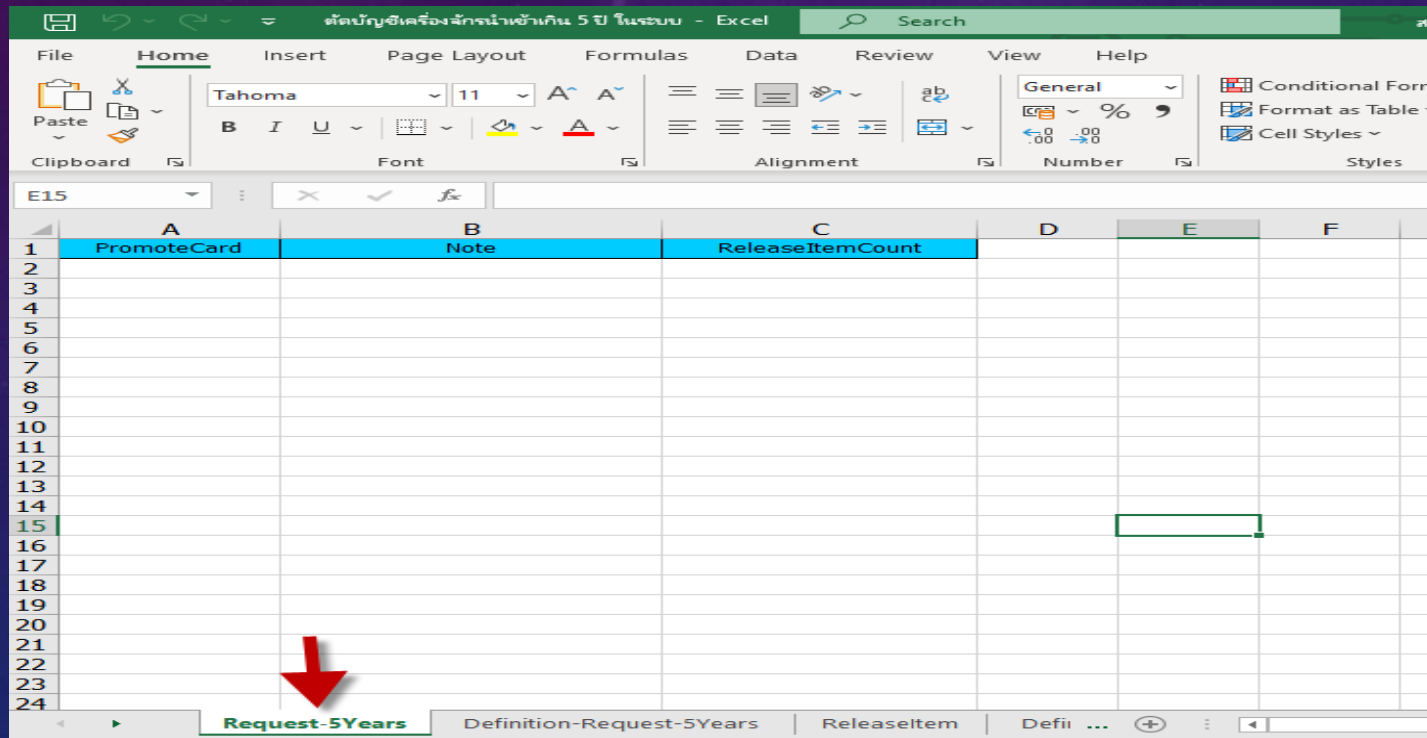 ตัดบัญชีเครื่องจักรนำเข้าเกิน 5 ปี ในระบบ - Excel Search
File Home Insert Page Layout Formulas Data Review View Help
Paste
Tahoma 11 A A ab General Conditional Forr
B I U A % Format as Table
Cell Styles
Clipboard Font Alignment Number Styles
E15 fx
A B C D E F
1 PromoteCard Note ReleaseItemCount
2
3
4
5
6
7
8
9
10
11
12
13
14
15
16
17
18
19
20
21
22
23
24
Request-5Years Definition-Request-5Years ReleaseItem Defii ...